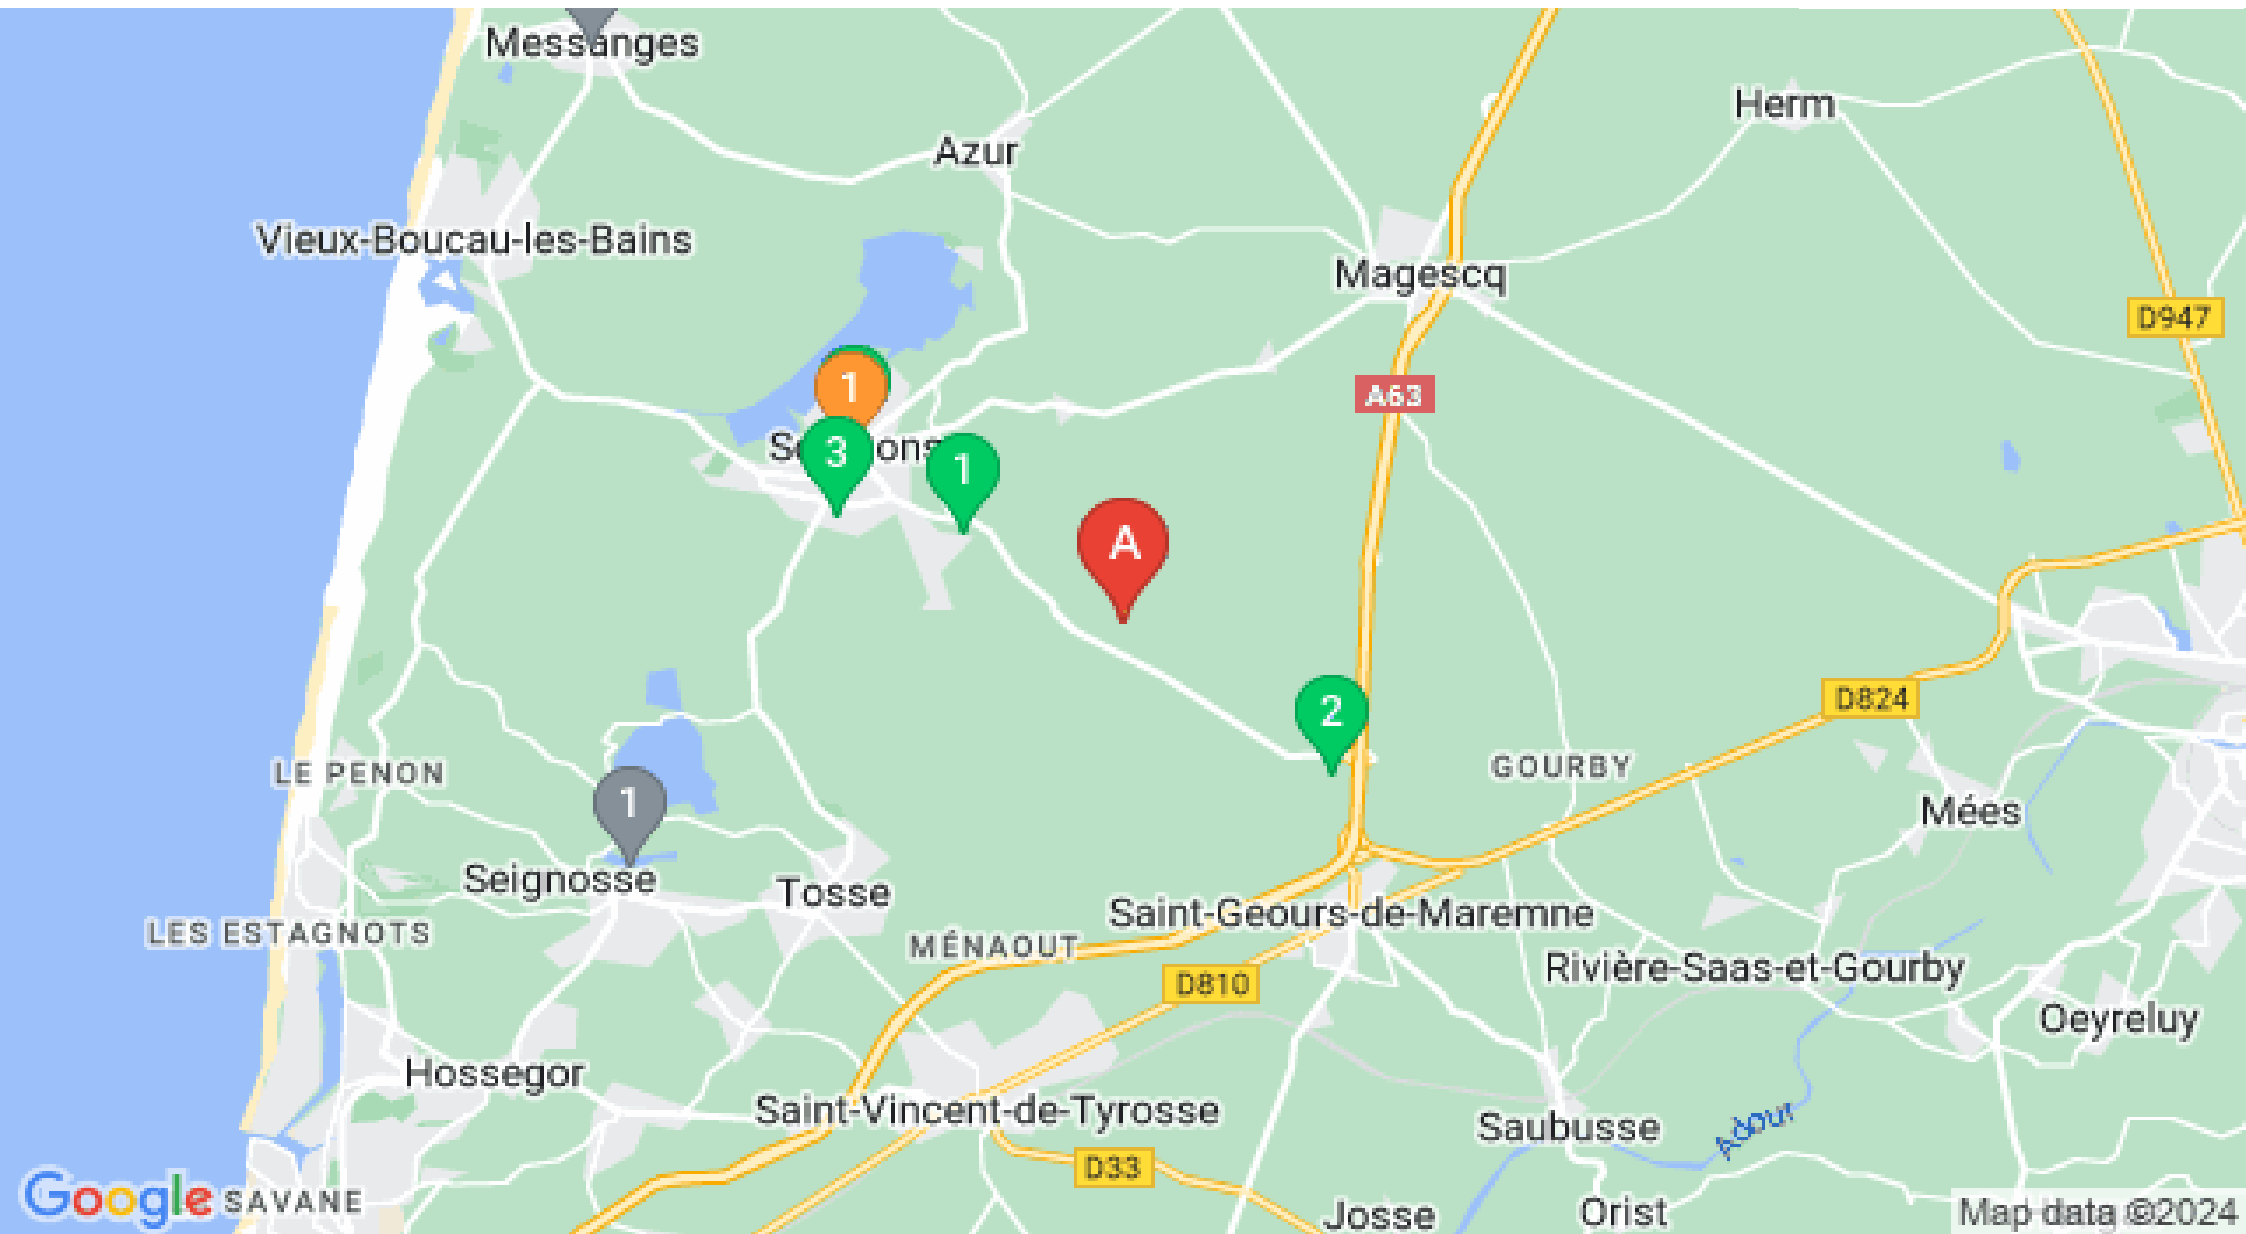 Messanges
Herm
Azur
Vieux-Boucau-les-Bains
Magescq
D947
1
A63
3
1
A
2
D824
GOURBY
LE PENON
1
Mées
Seignosse
Tosse
Saint-Geours-de-Maremne
LES ESTAGNOTS
MÉNAOUT
Rivière-Saas-et-Gourby
D810
Oeyreluy
Hossegor
Saint-Vincent-de-Tyrosse
Saubusse
Adour
D33
Google
SAVANE
Josse
Orist
Map data ©2024